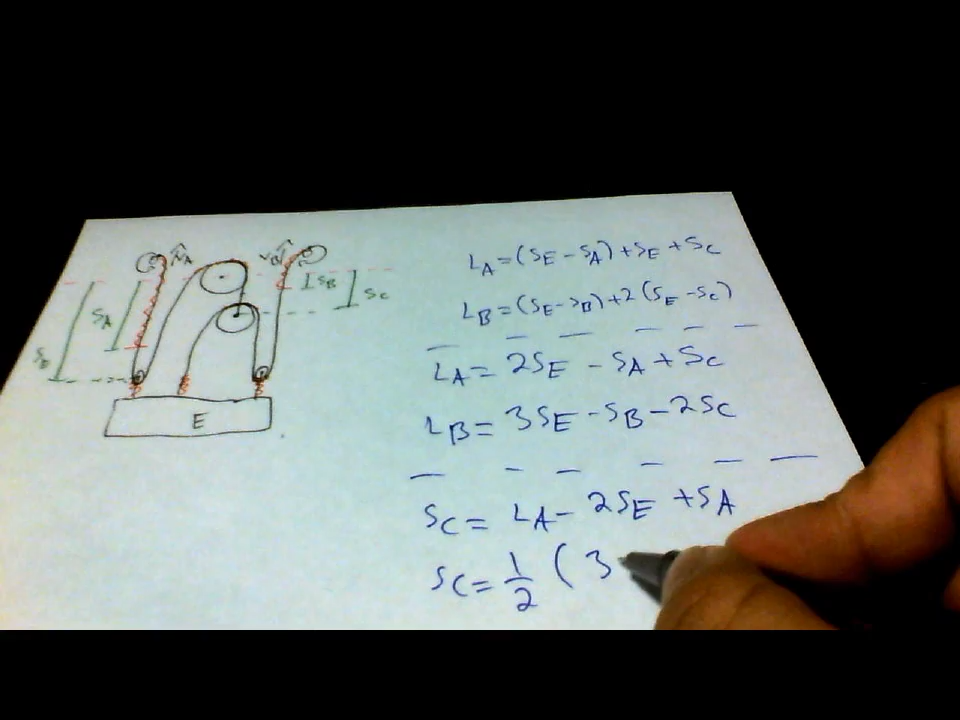 L_A = (S_E - S_A) + S_E + S_C
L_B = (S_E - S_B) + 2(S_E - S_C)
L_A = 2S_E - S_A + S_C
L_B = 3S_E - S_B - 2S_C
S_C = L_A - 2S_E + S_A
S_C = 1/2 (3
S_B
S_C
S_A
E